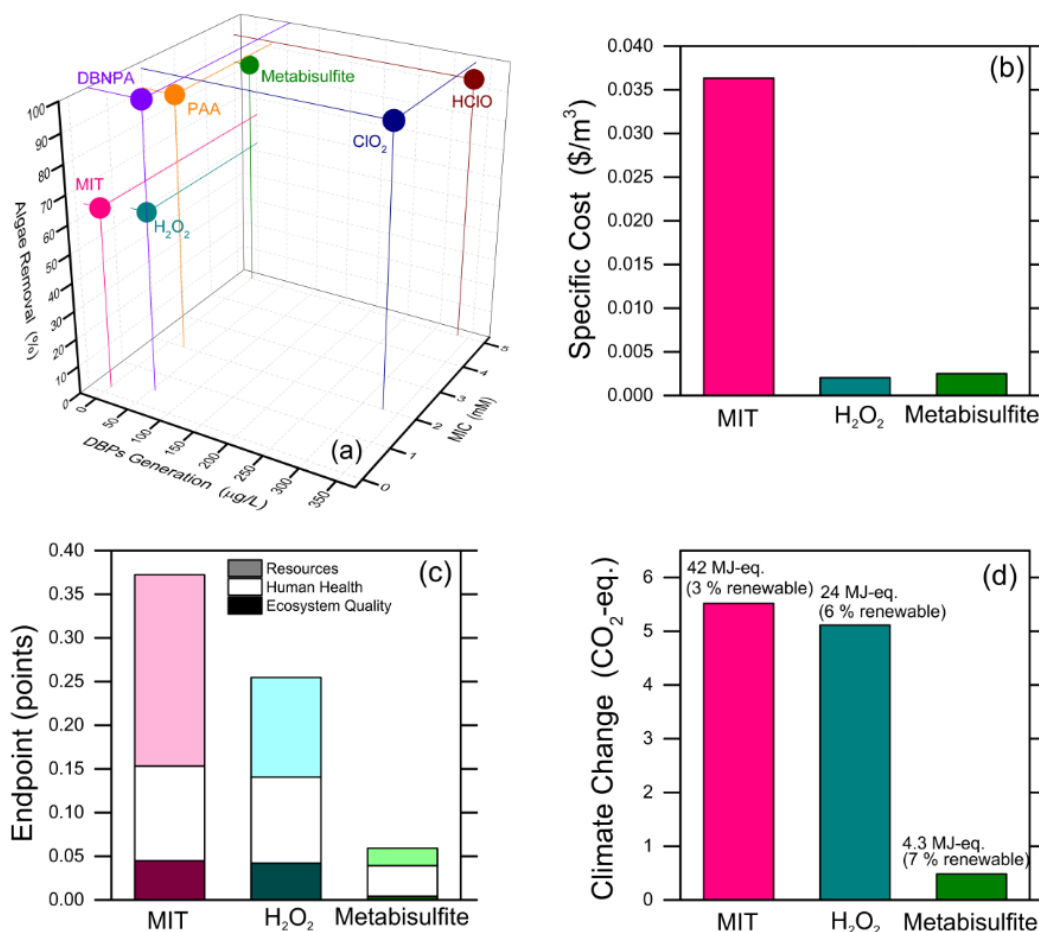 (a)
DBNPA
PAA
Metabisulfite
HClO
ClO₂
MIT
H₂O₂
Algae Removal (%)
100
90
80
70
60
50
40
30
20
10
0
DBPs Generation (µg/L)
0
50
100
150
200
250
300
350
MIC (mM)
0
1
2
3
4
5
(b)
Specific Cost ($/m³)
0.040
0.035
0.030
0.025
0.020
0.015
0.010
0.005
0.000
MIT
H₂O₂
Metabisulfite
(c)
Endpoint (points)
0.40
0.35
0.30
0.25
0.20
0.15
0.10
0.05
0.00
Resources
Human Health
Ecosystem Quality
MIT
H₂O₂
Metabisulfite
(d)
Climate Change (CO₂-eq.)
6
5
4
3
2
1
0
42 MJ-eq.
(3 % renewable)
24 MJ-eq.
(6 % renewable)
4.3 MJ-eq.
(7 % renewable)
MIT
H₂O₂
Metabisulfite